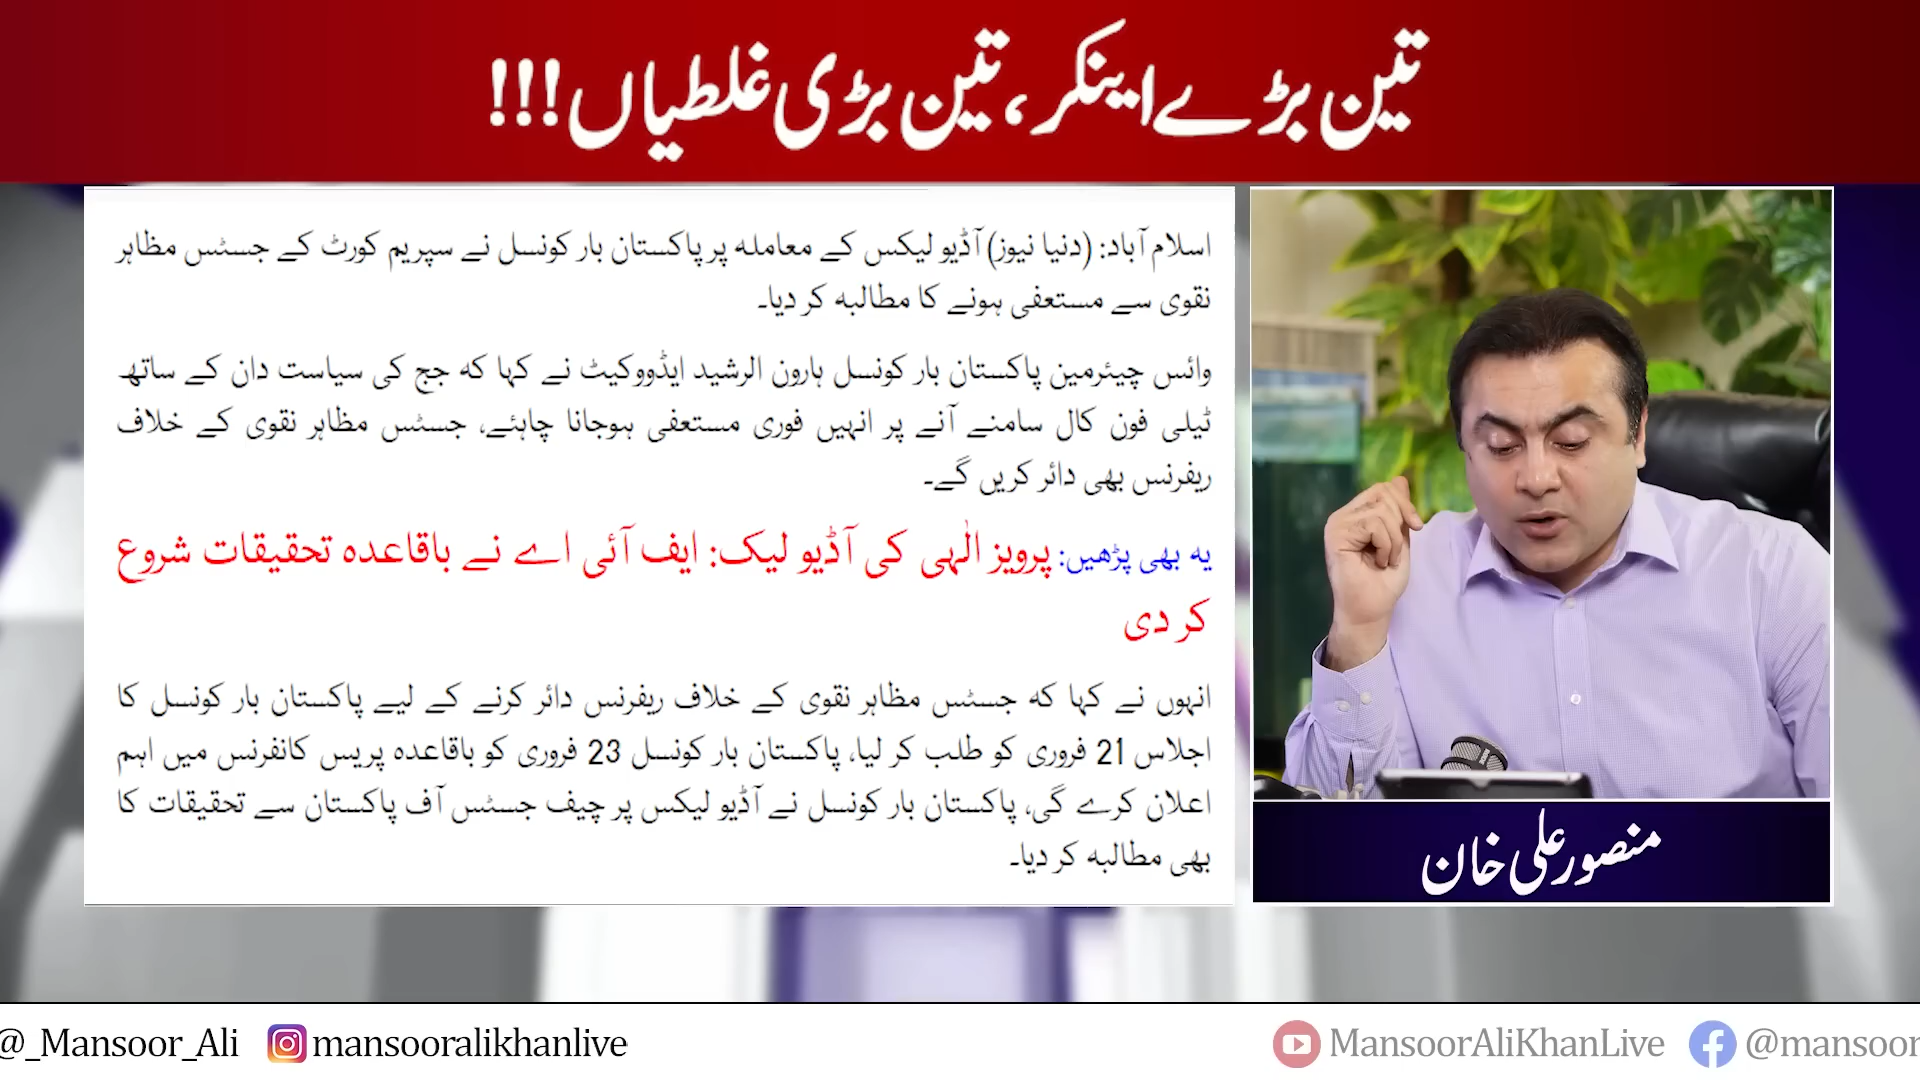 تین بڑے اینکر، تین بڑی غلطیاں!!!
اسلام آباد: (دنیا نیوز) آڈیو لیکس کے معاملہ پر پاکستان بار کونسل نے سپریم کورٹ کے جسٹس مظاہر
نقوی سے مستعفی ہونے کا مطالبہ کر دیا۔
وائس چیئرمین پاکستان بار کونسل ہارون الرشید ایڈووکیٹ نے کہا کہ جج کی سیاست دان کے ساتھ
ٹیلی فون کال سامنے آنے پر انہیں فوری مستعفی ہوجانا چاہئے، جسٹس مظاہر نقوی کے خلاف
ریفرنس بھی دائر کریں گے۔
یہ بھی پڑھیں: پرویز الٰہی کی آڈیو لیک: ایف آئی اے نے باقاعدہ تحقیقات شروع
کر دی
انہوں نے کہا کہ جسٹس مظاہر نقوی کے خلاف ریفرنس دائر کرنے کے لیے پاکستان بار کونسل کا
اجلاس 21 فروری کو طلب کر لیا، پاکستان بار کونسل 23 فروری کو باقاعدہ پریس کانفرنس میں اہم
اعلان کرے گی، پاکستان بار کونسل نے آڈیو لیکس پر چیف جسٹس آف پاکستان سے تحقیقات کا
بھی مطالبہ کر دیا۔
منصور علی خان
@_Mansoor_Ali mansooralikhanlive MansoorAliKhanLive @mansoor